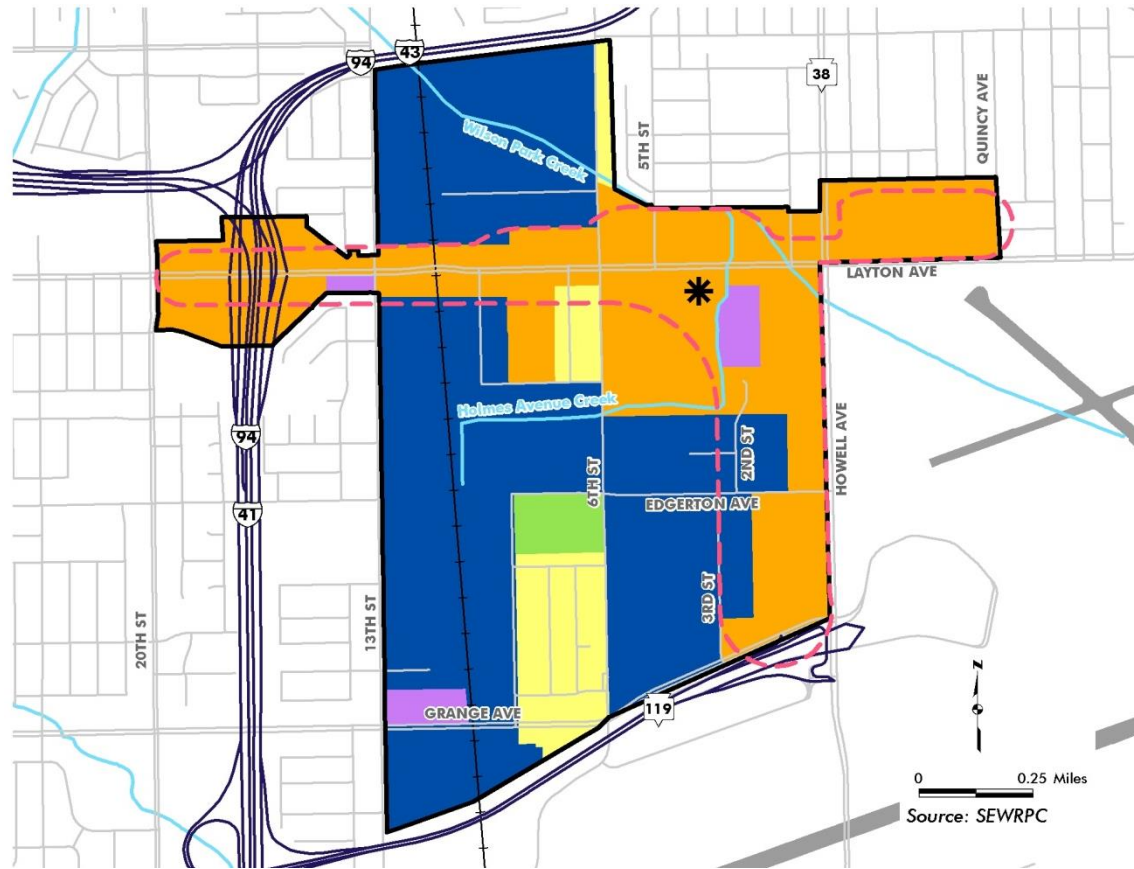 94
43
38
Wilson Park Creek
5TH ST
QUINCY AVE
LAYTON AVE
Holmes Avenue Creek
94
2ND ST
HOWELL AVE
6TH ST
EDGERTON AVE
41
3RD ST
20TH ST
13TH ST
GRANGE AVE
119
N
0 0.25 Miles
Source: SEWRPC